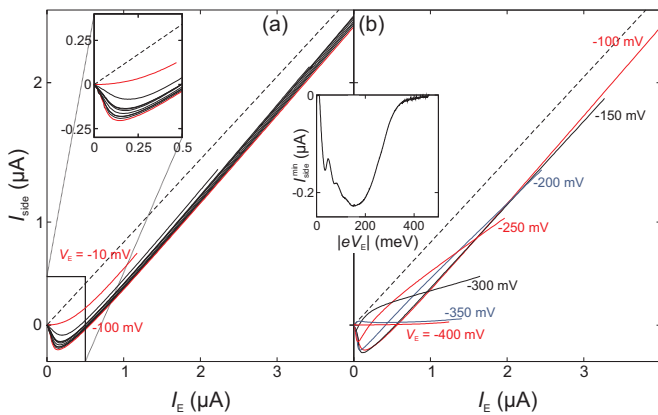 (a)
(b)
0.25
0
-0.25
0
0.25
0.5
2
1
0
I_side (μA)
V_E = -10 mV
-100 mV
0
1
2
3
I_E (μA)
-100 mV
-150 mV
-200 mV
-250 mV
-300 mV
-350 mV
V_E = -400 mV
0
-0.2
I_side^min (μA)
0
200
400
|eV_E| (meV)
0
1
2
3
I_E (μA)